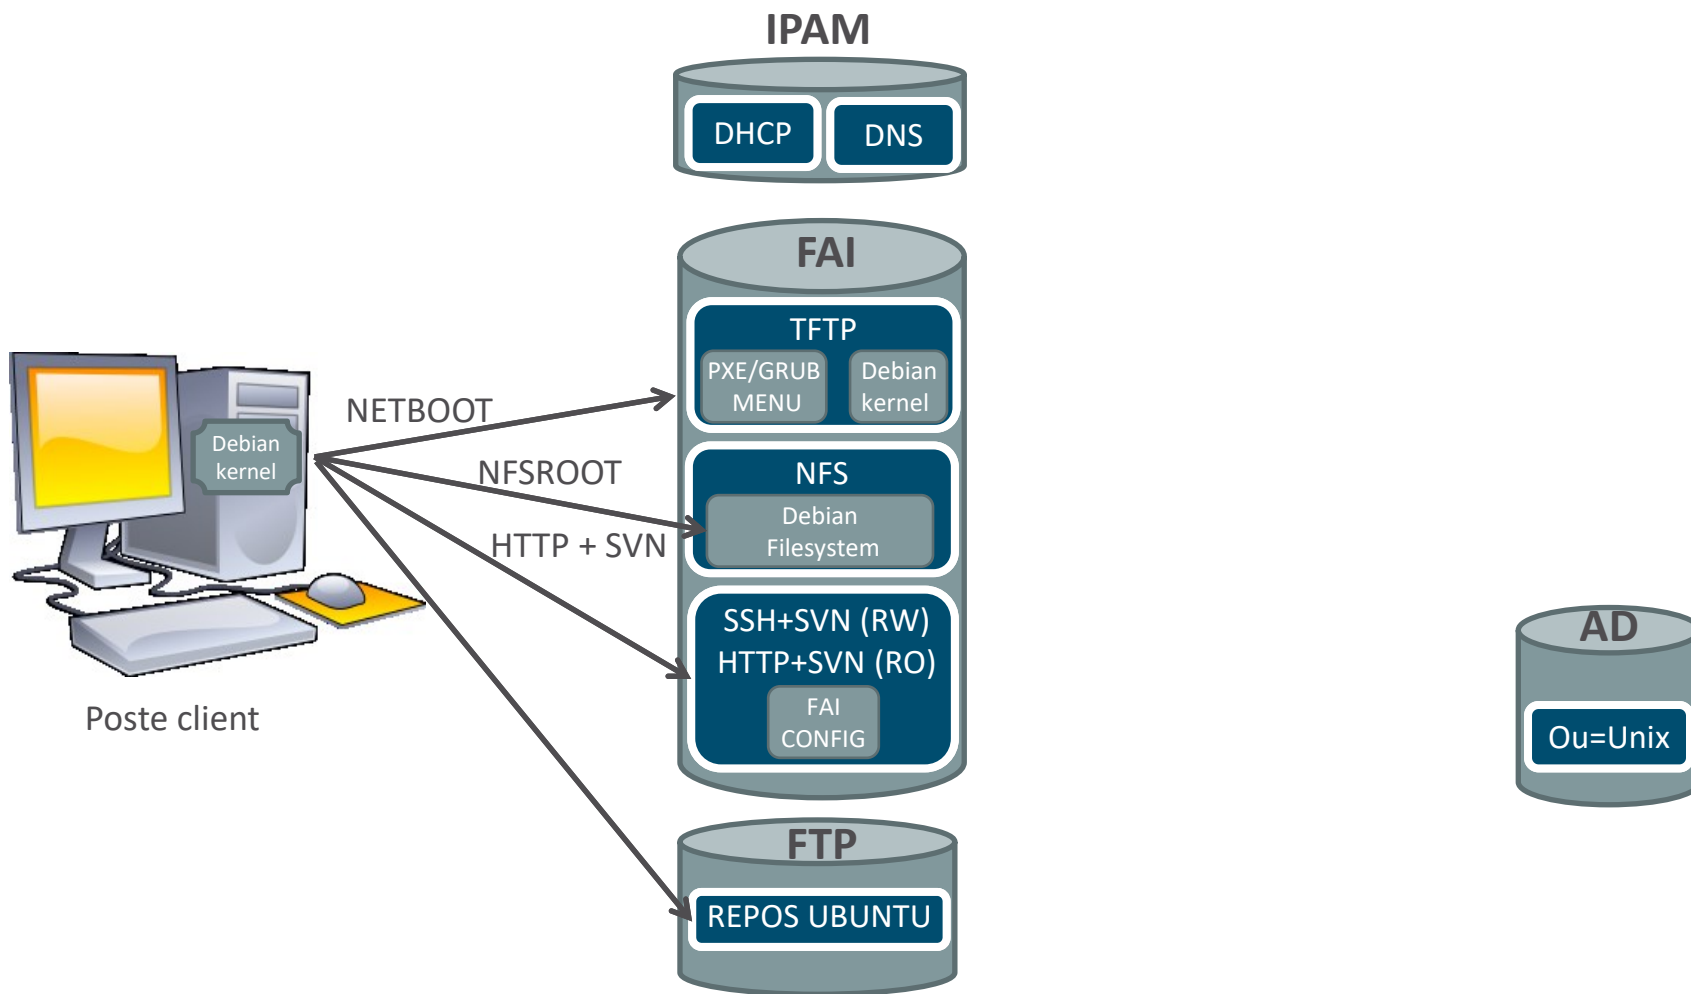 IPAM
DHCP
DNS
FAI
TFTP
PXE/GRUB
MENU
Debian
kernel
NETBOOT
Debian
kernel
NFSROOT
NFS
Debian
Filesystem
HTTP + SVN
SSH+SVN (RW)
HTTP+SVN (RO)
FAI
CONFIG
Poste client
AD
Ou=Unix
FTP
REPOS UBUNTU